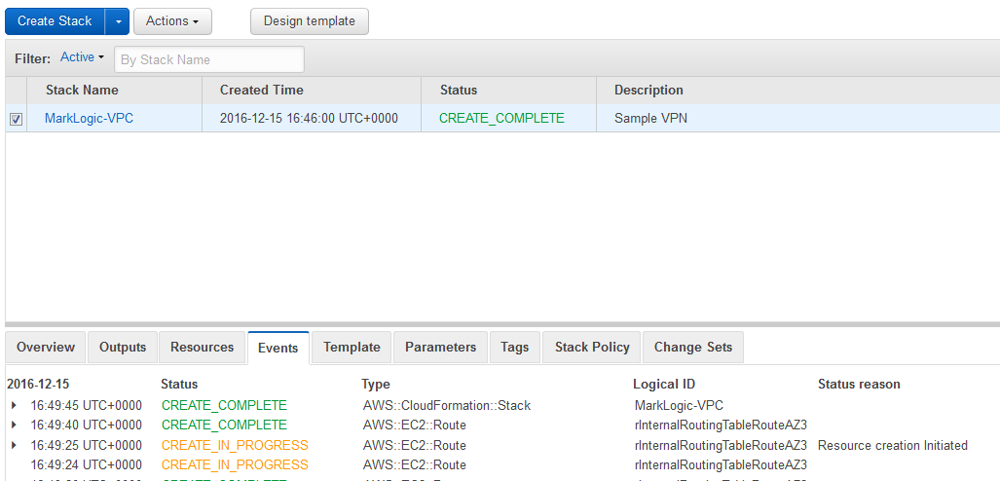 Create Stack Actions Design template
Filter: Active By Stack Name
Stack Name Created Time Status Description
MarkLogic-VPC 2016-12-15 16:46:00 UTC+0000 CREATE_COMPLETE Sample VPN
Overview Outputs Resources Events Template Parameters Tags Stack Policy Change Sets
2016-12-15 Status Type Logical ID Status reason
16:49:45 UTC+0000 CREATE_COMPLETE AWS::CloudFormation::Stack MarkLogic-VPC
16:49:40 UTC+0000 CREATE_COMPLETE AWS::EC2::Route rInternalRoutingTableRouteAZ3
16:49:25 UTC+0000 CREATE_IN_PROGRESS AWS::EC2::Route rInternalRoutingTableRouteAZ3 Resource creation Initiated
16:49:24 UTC+0000 CREATE_IN_PROGRESS AWS::EC2::Route rInternalRoutingTableRouteAZ3